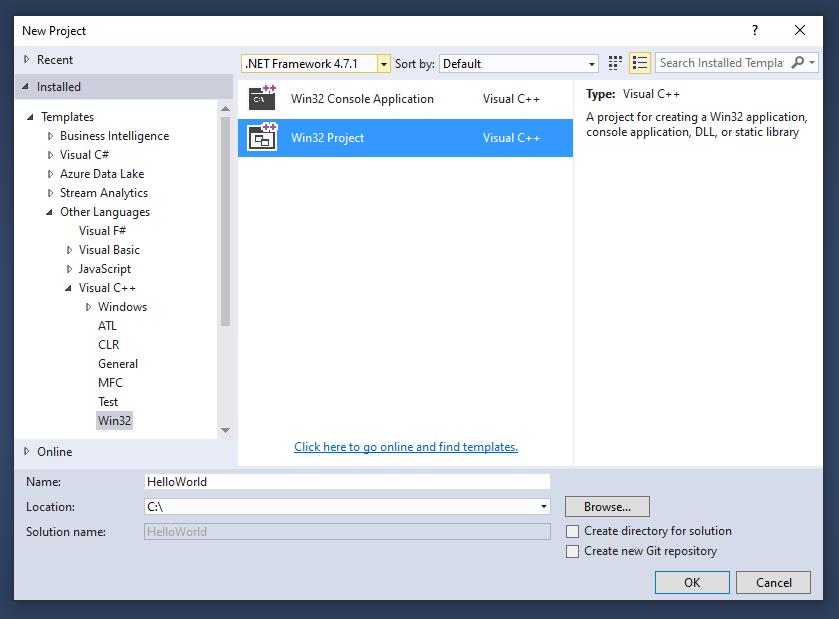 New Project
?
Recent
Installed
.NET Framework 4.7.1
Sort by:
Default
Search Installed Templa
Templates
Business Intelligence
Visual C#
Azure Data Lake
Stream Analytics
Other Languages
Visual F#
Visual Basic
JavaScript
Visual C++
Windows
ATL
CLR
General
MFC
Test
Win32
Online
C:\
Win32 Console Application
Visual C++
Win32 Project
Visual C++
Click here to go online and find templates.
Type: Visual C++
A project for creating a Win32 application,
console application, DLL, or static library
Name:
HelloWorld
Location:
C:\
Browse...
Solution name:
HelloWorld
Create directory for solution
Create new Git repository
OK
Cancel